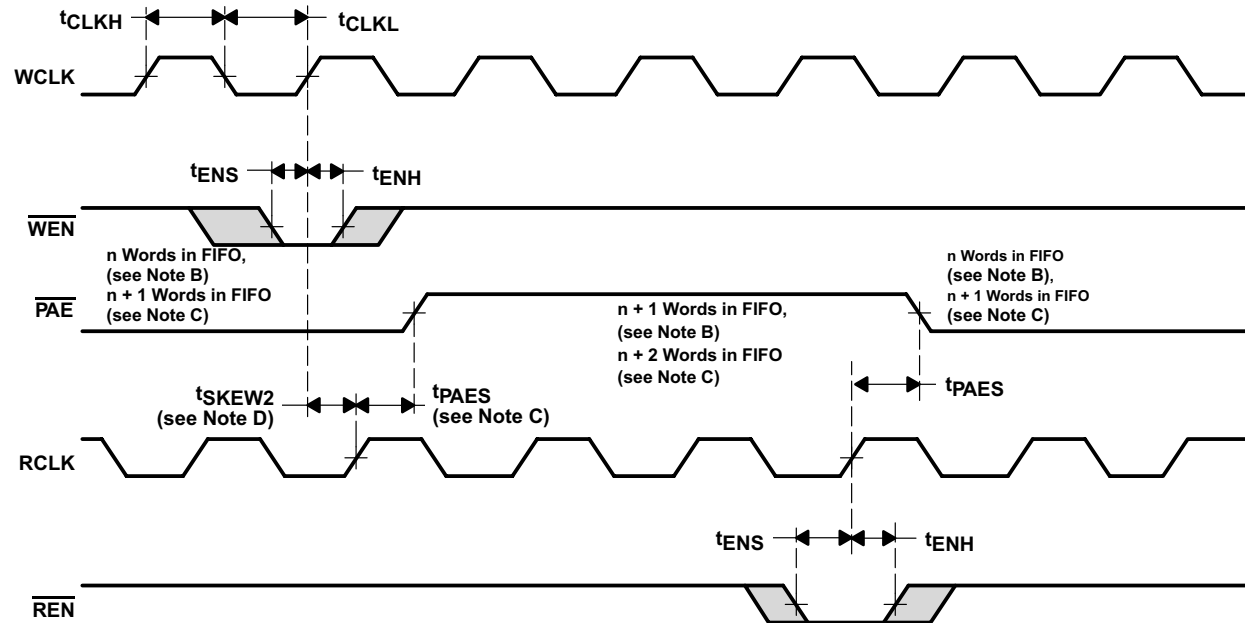 tCLKH
tCLKL
WCLK
tENS
tENH
WEN
n Words in FIFO,
(see Note B)
n + 1 Words in FIFO
(see Note C)
n Words in FIFO
(see Note B),
n + 1 Words in FIFO
(see Note C)
PAE
n + 1 Words in FIFO,
(see Note B)
n + 2 Words in FIFO
(see Note C)
tSKEW2
(see Note D)
tPAES
(see Note C)
tPAES
RCLK
tENS
tENH
REN